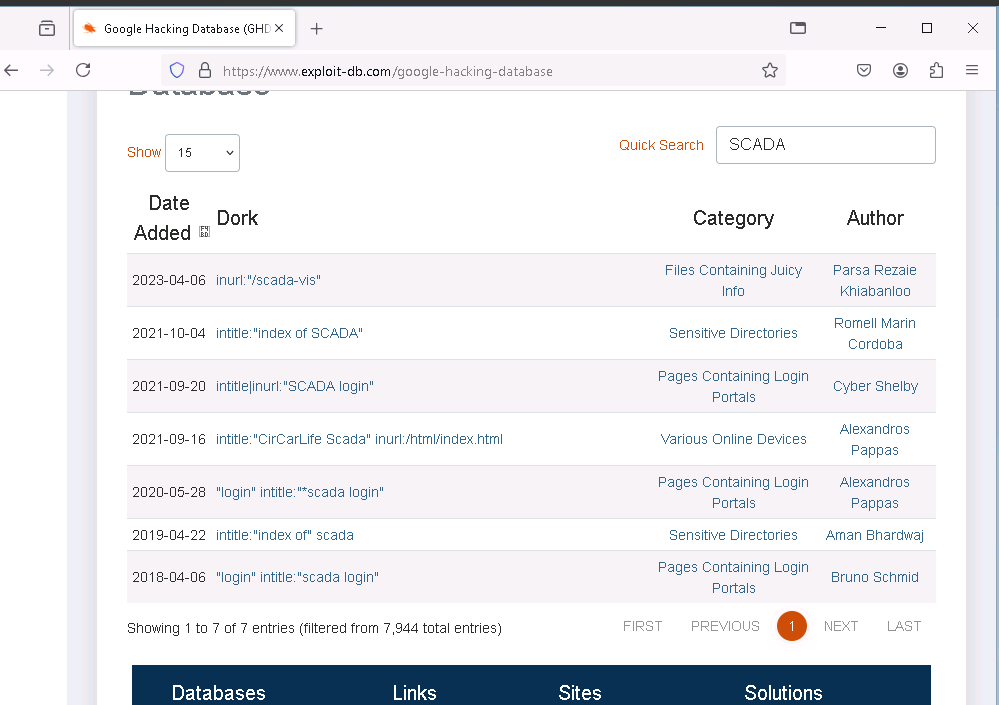 Google Hacking Database (GHD
https://www.exploit-db.com/google-hacking-database
Database
Show 15
Quick Search SCADA
Date Added Dork Category Author
2023-04-06 inurl:"/scada-vis" Files Containing Juicy Info Parsa Rezaie Khiabanloo
2021-10-04 intitle:"index of SCADA" Sensitive Directories Romell Marin Cordoba
2021-09-20 intitle|inurl:"SCADA login" Pages Containing Login Portals Cyber Shelby
2021-09-16 intitle:"CirCarLife Scada" inurl:/html/index.html Various Online Devices Alexandros Pappas
2020-05-28 "login" intitle:"*scada login" Pages Containing Login Portals Alexandros Pappas
2019-04-22 intitle:"index of" scada Sensitive Directories Aman Bhardwaj
2018-04-06 "login" intitle:"scada login" Pages Containing Login Portals Bruno Schmid
Showing 1 to 7 of 7 entries (filtered from 7,944 total entries)
FIRST PREVIOUS 1 NEXT LAST
Databases Links Sites Solutions